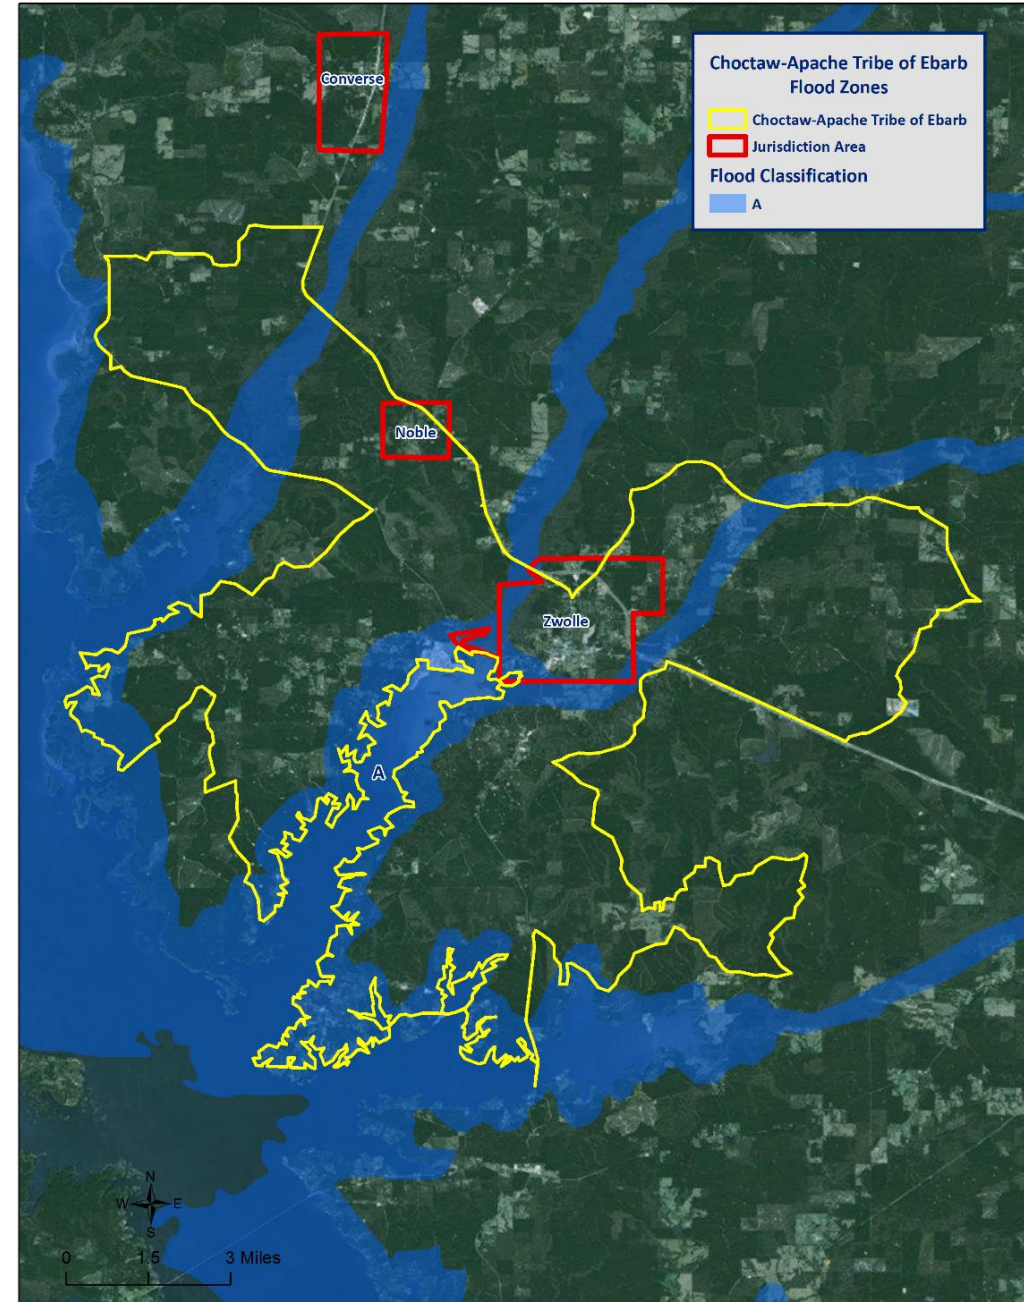 Choctaw-Apache Tribe of Ebarb
Flood Zones
Choctaw-Apache Tribe of Ebarb
Jurisdiction Area
Flood Classification
A
Converse
Noble
Zwolle
A
N
W E
S
0 1.5 3 Miles